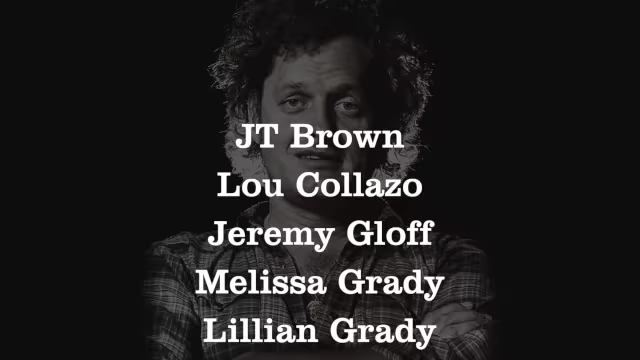 JT Brown
Lou Collazo
Jeremy Gloff
Melissa Grady
Lillian Grady